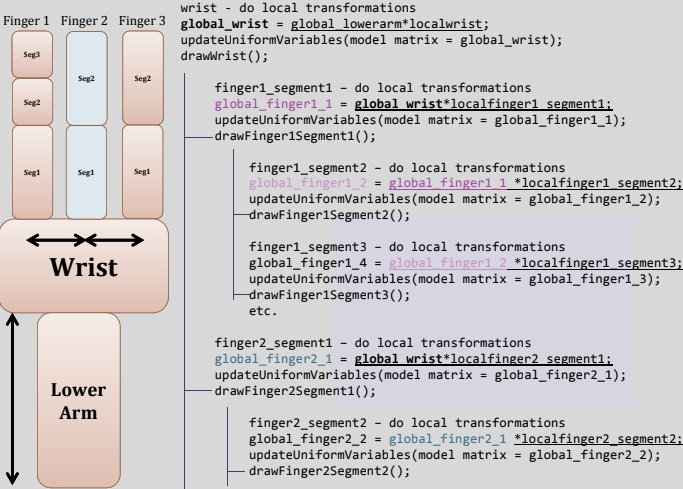 Finger 1 Finger 2 Finger 3
Seg3
Seg2
Seg1
Seg2
Seg1
Seg2
Seg1
Wrist
Lower
Arm
wrist - do local transformations
global_wrist = global_lowerarm*localwrist;
updateUniformVariables(model matrix = global_wrist);
drawWrist();
finger1_segment1 – do local transformations
global_finger1_1 = global_wrist*localfinger1_segment1;
updateUniformVariables(model matrix = global_finger1_1);
drawFinger1Segment1();
finger1_segment2 – do local transformations
global_finger1_2 = global_finger1_1 *localfinger1_segment2;
updateUniformVariables(model matrix = global_finger1_2);
drawFinger1Segment2();
finger1_segment3 – do local transformations
global_finger1_4 = global_finger1_2 *localfinger1_segment3;
updateUniformVariables(model matrix = global_finger1_3);
drawFinger1Segment3();
etc.
finger2_segment1 – do local transformations
global_finger2_1 = global_wrist*localfinger2_segment1;
updateUniformVariables(model matrix = global_finger2_1);
drawFinger2Segment1();
finger2_segment2 – do local transformations
global_finger2_2 = global_finger2_1 *localfinger2_segment2;
updateUniformVariables(model matrix = global_finger2_2);
drawFinger2Segment2();